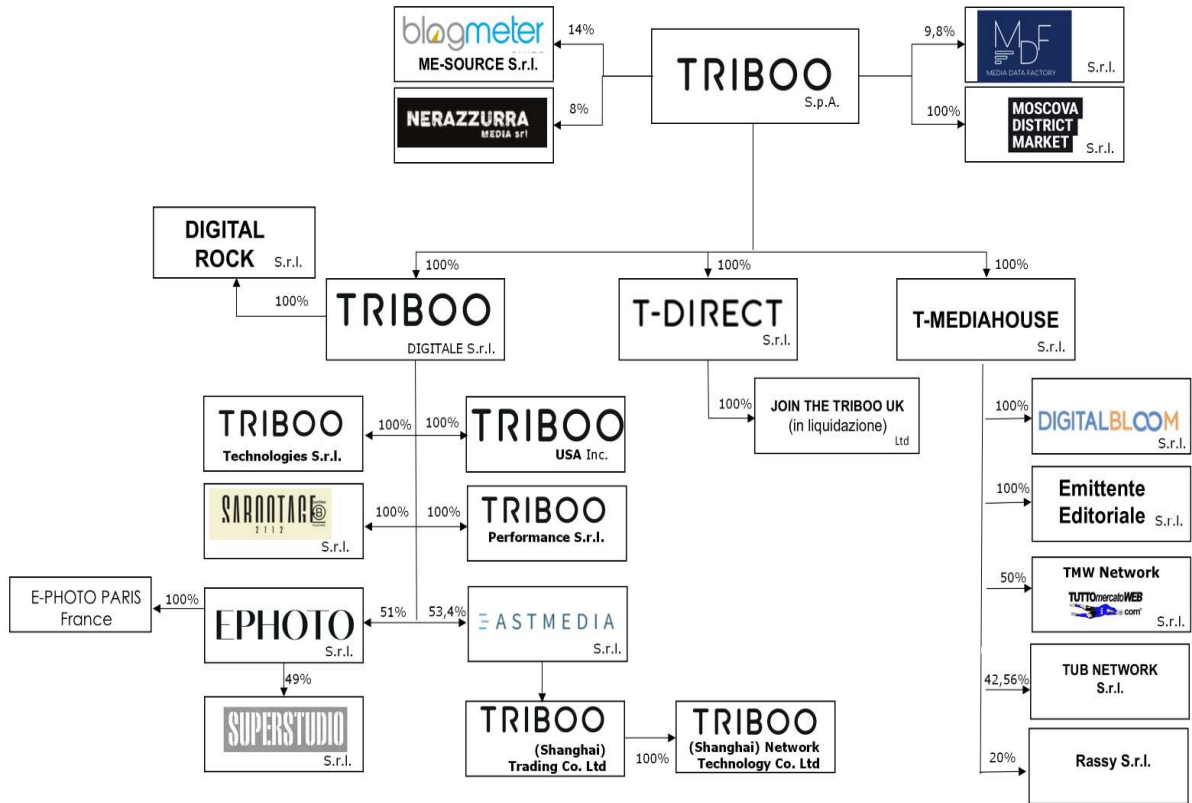 blogmeter
ME-SOURCE S.r.l.
14%
NERAZZURRA
MEDIA srl
8%
TRIBOO
S.p.A.
9,8%
MDF
MEDIA DATA FACTORY
S.r.l.
100%
MOSCOVA
DISTRICT
MARKET
S.r.l.
DIGITAL
ROCK S.r.l.
100%
100%
TRIBOO
DIGITALE S.r.l.
100%
T-DIRECT
S.r.l.
100%
T-MEDIAHOUSE
S.r.l.
TRIBOO
Technologies S.r.l.
100%
100%
TRIBOO
USA Inc.
SABOTAGE
2112
B
S.r.l.
100%
100%
TRIBOO
Performance S.r.l.
E-PHOTO PARIS
France
100%
EPHOTO
S.r.l.
51%
53,4%
EASTMEDIA
S.r.l.
49%
SUPERSTUDIO
S.r.l.
TRIBOO
(Shanghai)
Trading Co. Ltd
100%
TRIBOO
(Shanghai) Network
Technology Co. Ltd
100%
JOIN THE TRIBOO UK
(in liquidazione)
Ltd
100%
DIGITALBLOOM
S.r.l.
100%
Emittente
Editoriale S.r.l.
50%
TMW Network
TUTTOmercatoWEB
com®
S.r.l.
42,56%
TUB NETWORK
S.r.l.
20%
Rassy S.r.l.